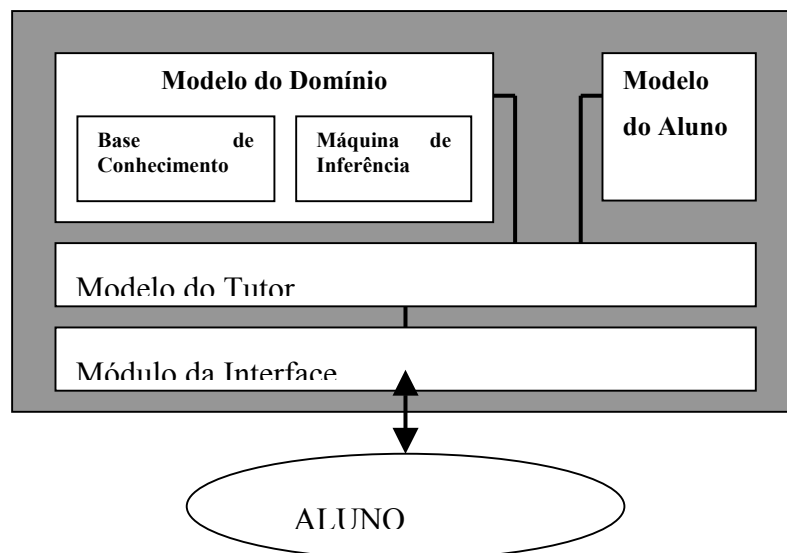 Modelo do Domínio
Base de
Conhecimento
Máquina de
Inferência
Modelo
do Aluno
Modelo do Tutor
Módulo da Interface
ALUNO